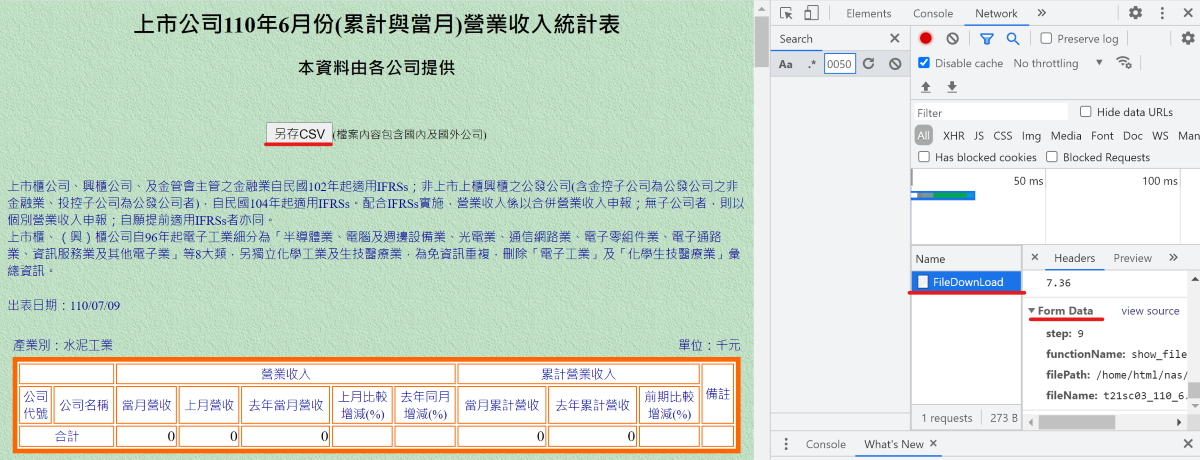 上市公司110年6月份(累計與當月)營業收入統計表
本資料由各公司提供
另存CSV(檔案內容包含國內及國外公司)
上市櫃公司、興櫃公司、及金管會主管之金融業自民國102年起適用IFRSs；非上市上櫃興櫃之公發公司(含金控子公司為公發公司之非
金融業、投控子公司為公發公司者)，自民國104年起適用IFRSs。配合IFRSs實施，營業收入係以合併營業收入申報；無子公司者，則以
個別營業收入申報；自願提前適用IFRSs者亦同。
上市櫃、（興）櫃公司自96年起電子工業細分為「半導體業、電腦及週邊設備業、光電業、通信網路業、電子零組件業、電子通路
業、資訊服務業及其他電子業」等8大類，另獨立化學工業及生技醫療業，為免資訊重複，刪除「電子工業」及「化學生技醫療業」彙
總資訊。
出表日期：110/07/09
產業別：水泥工業 單位：千元
營業收入 累計營業收入 備註
公司代號 公司名稱 當月營收 上月營收 去年當月營收 上月比較增減(%) 去年同月增減(%) 當月累計營收 去年累計營收 前期比較增減(%)
合計 0 0 0 0 0
Elements Console Network
Search
Preserve log
Aa .* 0050
Disable cache No throttling
Filter
Hide data URLs
All XHR JS CSS Img Media Font Doc WS Man
Has blocked cookies Blocked Requests
50 ms 100 ms
Name
Headers Preview
FileDownLoad
7.36
Form Data view source
step: 9
functionName: show_file
filePath: /home/html/nas/
fileName: t21sc03_110_6.
1 requests 273 B
Console What's New